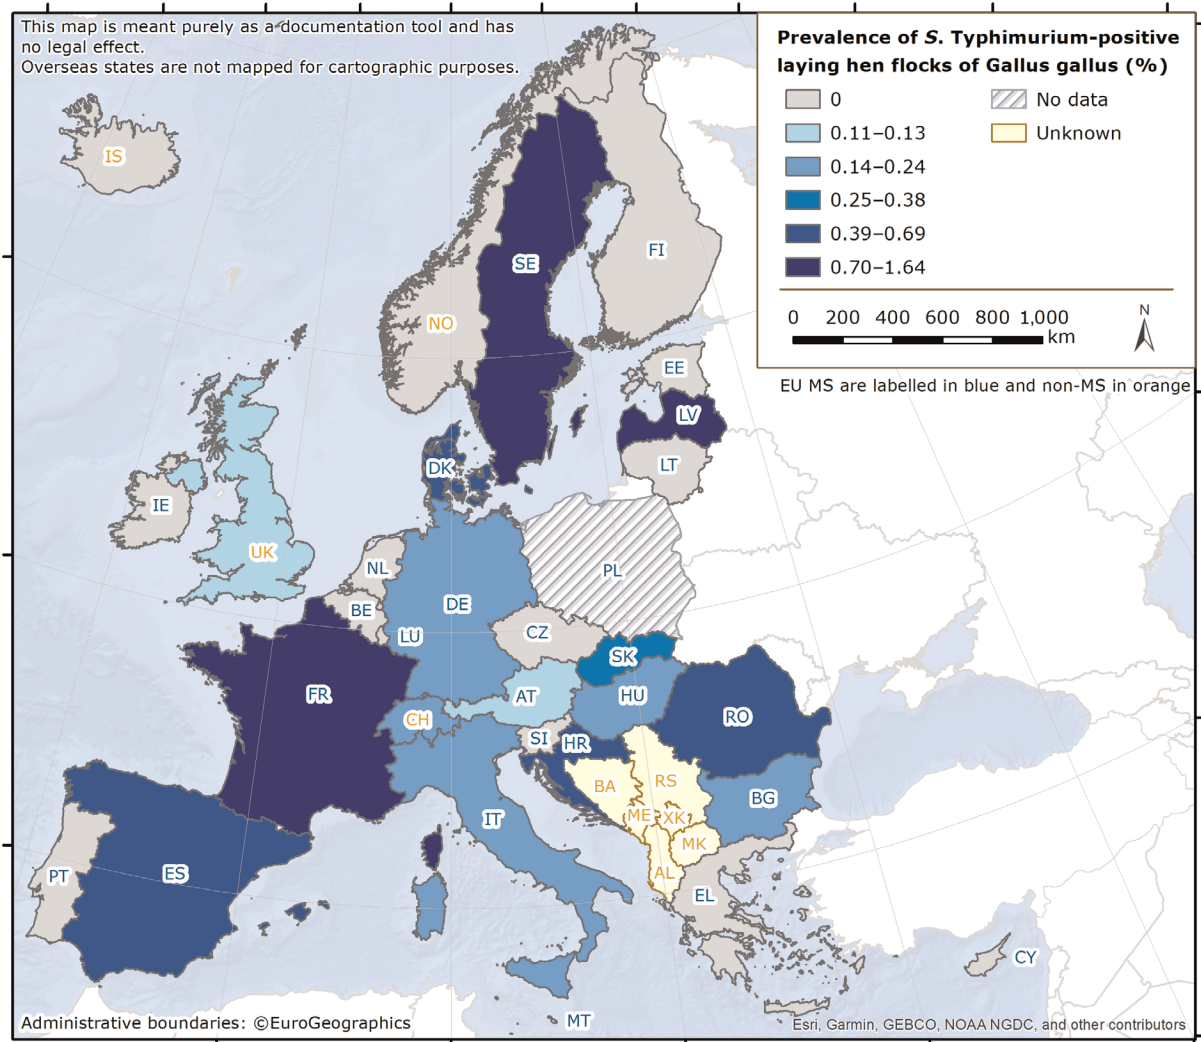 This map is meant purely as a documentation tool and has
no legal effect.
Overseas states are not mapped for cartographic purposes.
Prevalence of S. Typhimurium-positive
laying hen flocks of Gallus gallus (%)
0
No data
0.11–0.13
Unknown
0.14–0.24
0.25–0.38
0.39–0.69
0.70–1.64
0 200 400 600 800 1,000
km
N
EU MS are labelled in blue and non-MS in orange
IS
FI
SE
NO
EE
LV
LT
DK
IE
UK
NL
PL
BE
DE
LU
CZ
SK
FR
AT
HU
CH
RO
SI
HR
RS
BA
BG
ME
XK
IT
MK
PT
ES
AL
EL
CY
MT
Administrative boundaries: ©EuroGeographics
Esri, Garmin, GEBCO, NOAA NGDC, and other contributors